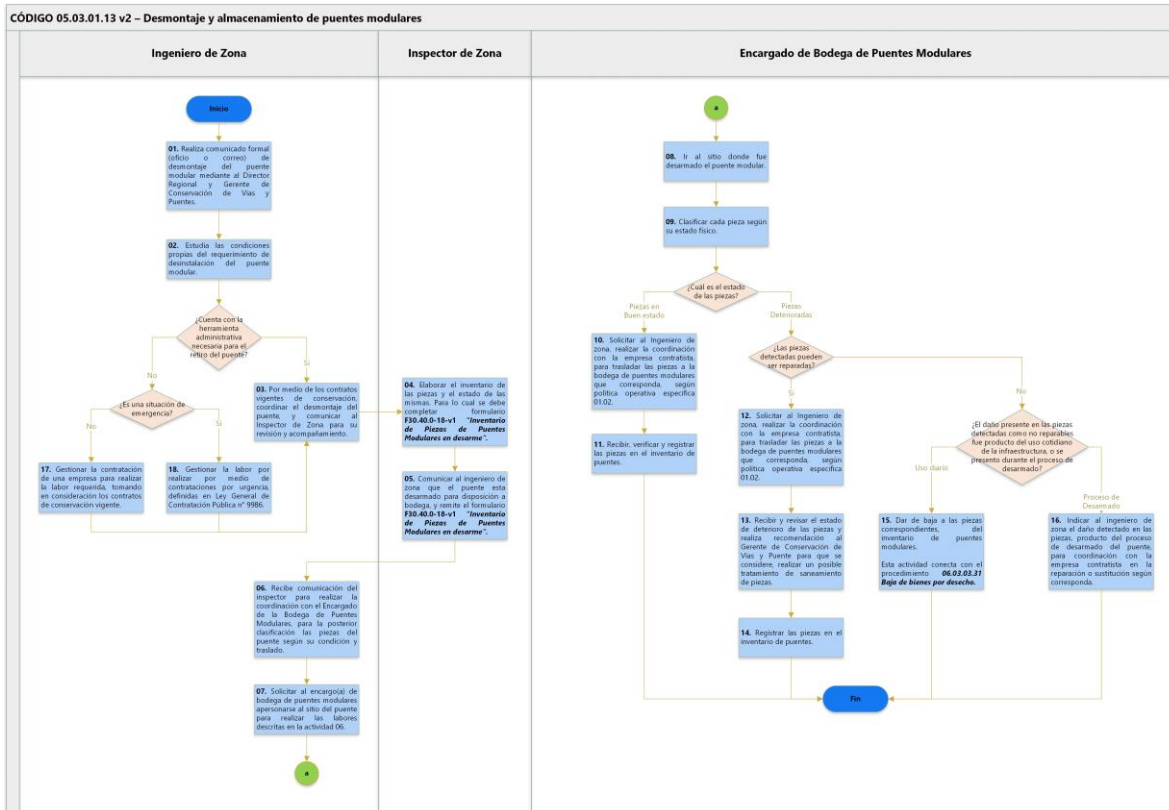 CÓDIGO 05.03.01.13 v2 – Desmontaje y almacenamiento de puentes modulares
Ingeniero de Zona
Inspector de Zona
Encargado de Bodega de Puentes Modulares
Inicio
01. Realiza comunicado formal
(oficio o correo) de
desmontaje del puente
modular mediante al Director
Regional y Gerente de
Conservación de Vías y
Puentes.
02. Estudia las condiciones
propias del requerimiento de
desinstalación del puente
modular.
¿Cuenta con la
herramienta
administrativa
necesaria para el
retiro del puente?
No
Si
¿Es una situación de
emergencia?
No
Si
03. Por medio de los contratos
vigentes de conservación,
coordinar el desmontaje del
puente, y comunicar al
Inspector de Zona para su
revisión y acompañamiento.
17. Gestionar la contratación
de una empresa para realizar
la labor requerida, tomando
en consideración los contratos
de conservación vigente.
18. Gestionar la labor por
realizar por medio de
contrataciones por urgencia,
definidas en Ley General de
Contratación Pública n° 9986.
04. Elaborar el inventario de
las piezas y el estado de las
mismas. Para lo cual se debe
completar formulario
F30.40.0-18-v1 "Inventario
de Piezas de Puentes
Modulares en desarme".
05. Comunicar al ingeniero de
zona que el puente esta
desarmado para disposición a
bodega, y remite el formulario
F30.40.0-18-v1 "Inventario
de Piezas de Puentes
Modulares en desarme".
06. Recibe comunicación del
inspector para realizar la
coordinación con el Encargado
de la Bodega de Puentes
Modulares, para la posterior
clasificación las piezas del
puente según su condición y
traslado.
07. Solicitar al encargo(a) de
bodega de puentes modulares
apersonarse al sitio del puente
para realizar las labores
descritas en la actividad 06.
a
a
08. Ir al sitio donde fue
desarmado el puente modular.
09. Clasificar cada pieza según
su estado físico.
¿Cuál es el estado
de las piezas?
Piezas en
Buen estado
Piezas
Deterioradas
10. Solicitar al Ingeniero de
zona, realizar la coordinación
con la empresa contratista,
para trasladar las piezas a la
bodega de puentes modulares
que corresponda, según
política operativa especifica
01.02.
11. Recibir, verificar y registrar
las piezas en el inventario de
puentes.
¿Las piezas
detectadas pueden
ser reparadas?
Si
No
12. Solicitar al Ingeniero de
zona, realizar la coordinación
con la empresa contratista,
para trasladar las piezas a la
bodega de puentes modulares
que corresponda, según
política operativa especifica
01.02.
13. Recibir y revisar el estado
de deterioro de las piezas y
realiza recomendación al
Gerente de Conservación de
Vías y Puente para que se
considere, realizar un posible
tratamiento de saneamiento
de piezas.
14. Registrar las piezas en el
inventario de puentes.
¿El daño presente en las piezas
detectadas como no reparables
fue producto del uso cotidiano
de la infraestructura, o se
presento durante el proceso de
desarmado?
Uso diario
Proceso de
Desarmado
15. Dar de baja a las piezas
correspondientes, del
inventario de puentes
modulares.
Esta actividad conecta con el
procedimiento 06.03.03.31
Baja de bienes por desecho.
16. Indicar al ingeniero de
zona el daño detectado en las
piezas, producto del proceso
de desarmado del puente,
para coordinación con la
empresa contratista en la
reparación o sustitución según
corresponda.
Fin